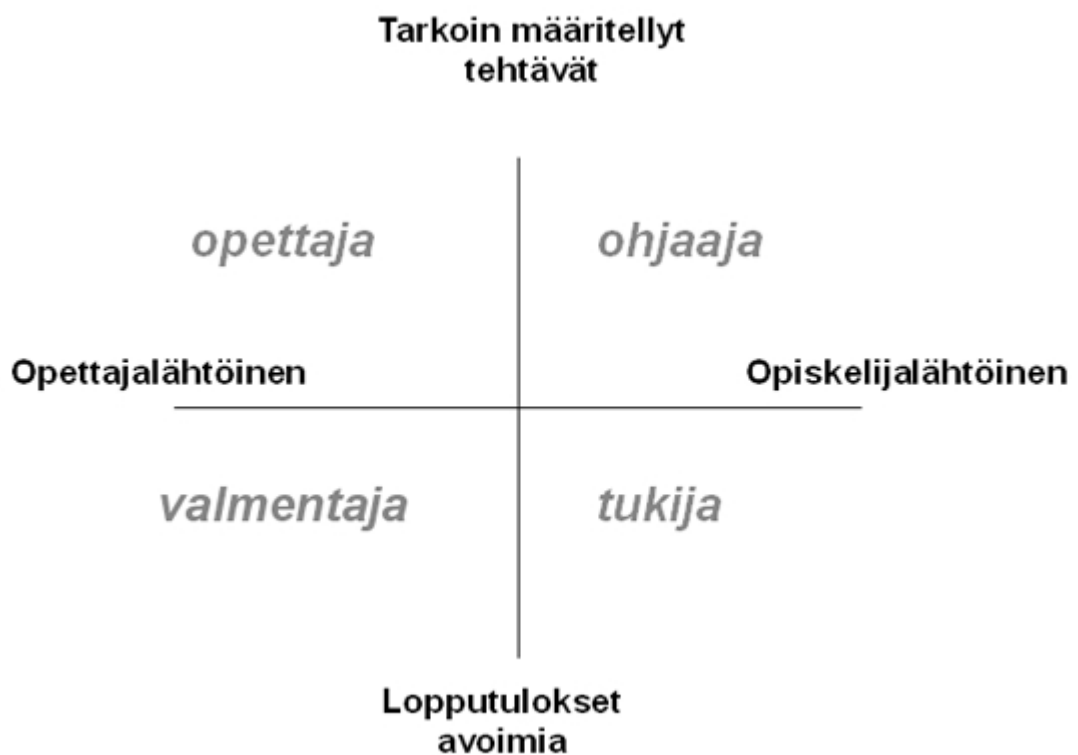 Tarkoin määritellyt
tehtävät
opettaja
ohjaaja
Opettajalähtöinen
Opiskelijalähtöinen
valmentaja
tukija
Lopputulokset
avoimia